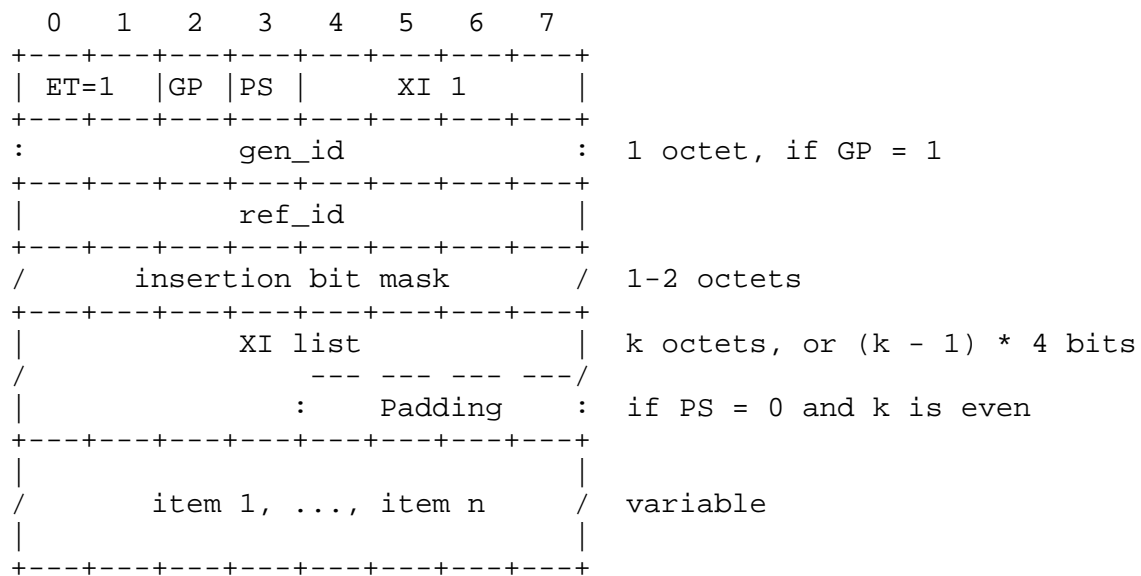 0   1   2   3   4   5   6   7
+---+---+---+---+---+---+---+---+
| ET=1  |GP |PS |     XI 1      |
+---+---+---+---+---+---+---+---+
:            gen_id             :  1 octet, if GP = 1
+---+---+---+---+---+---+---+---+
|            ref_id             |
+---+---+---+---+---+---+---+---+
/      insertion bit mask       /  1-2 octets
+---+---+---+---+---+---+---+---+
|            XI list            |  k octets, or (k - 1) * 4 bits
/                --- --- --- ---/
|               :    Padding    :  if PS = 0 and k is even
+---+---+---+---+---+---+---+---+
|                               |
/       item 1, ..., item n     /  variable
|                               |
+---+---+---+---+---+---+---+---+